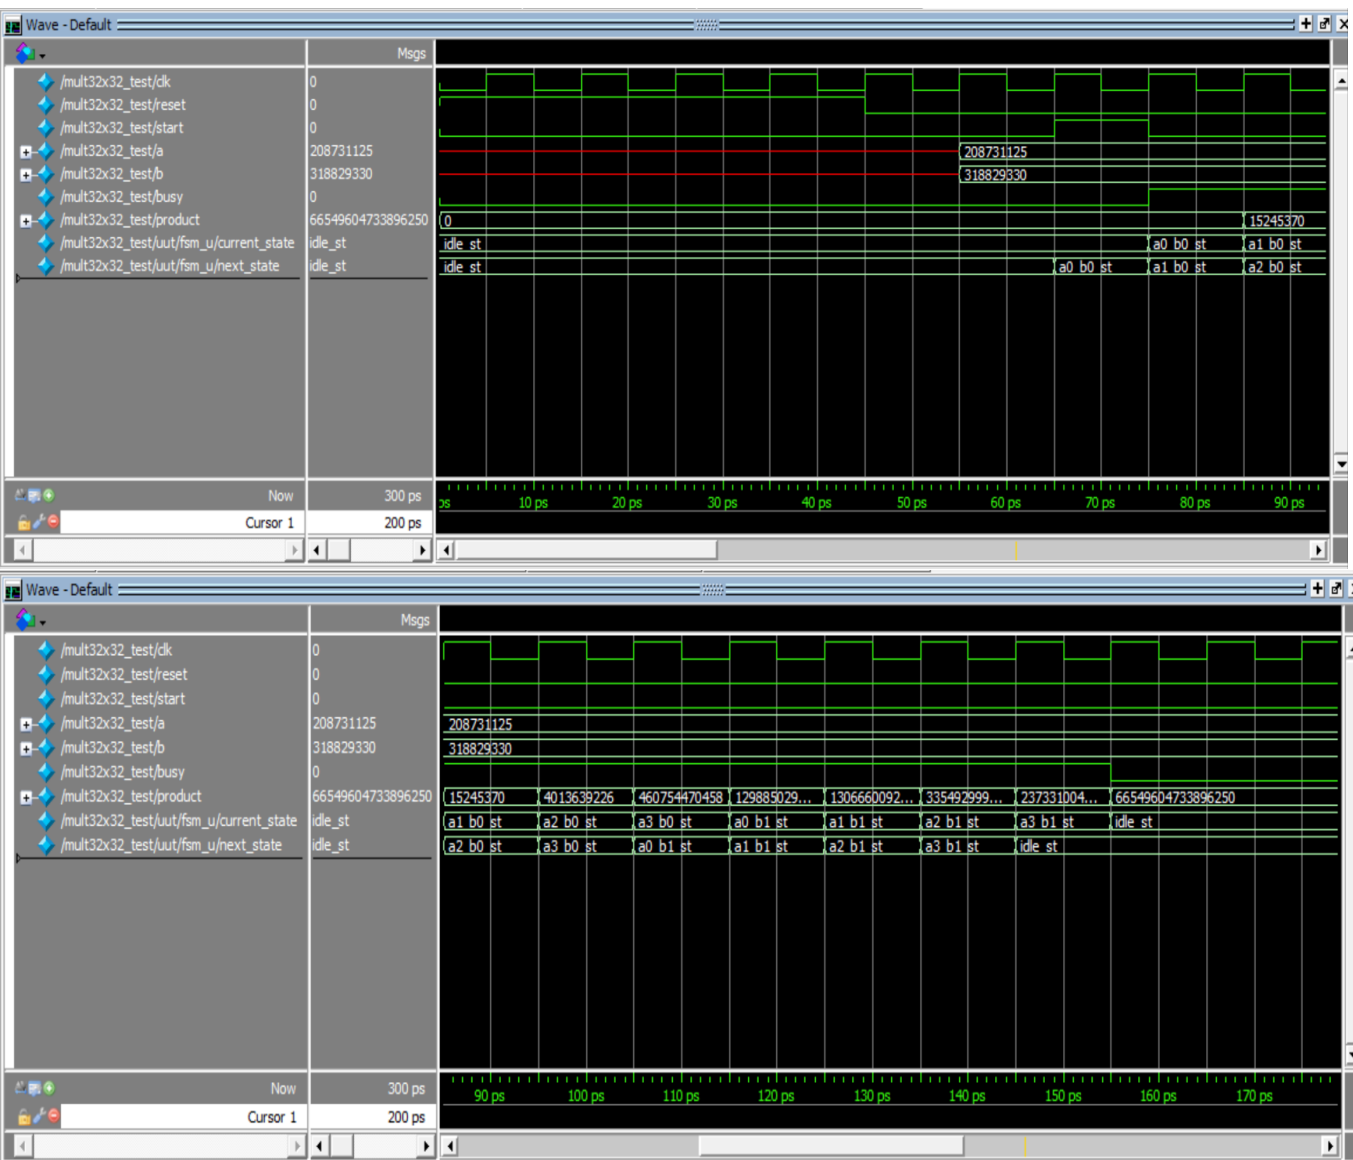 Wave - Default
Msgs
/mult32x32_test/clk 0
/mult32x32_test/reset 0
/mult32x32_test/start 0
/mult32x32_test/a 208731125 208731125
/mult32x32_test/b 318829330 318829330
/mult32x32_test/busy 0
/mult32x32_test/product 66549604733896250 0 15245370
/mult32x32_test/uut/fsm_u/current_state idle_st idle_st a0_b0_st a1_b0_st
/mult32x32_test/uut/fsm_u/next_state idle_st idle_st a0_b0_st a1_b0_st a2_b0_st
Now 300 ps ps 10 ps 20 ps 30 ps 40 ps 50 ps 60 ps 70 ps 80 ps 90 ps
Cursor 1 200 ps
Wave - Default
Msgs
/mult32x32_test/clk 0
/mult32x32_test/reset 0
/mult32x32_test/start 0
/mult32x32_test/a 208731125 208731125
/mult32x32_test/b 318829330 318829330
/mult32x32_test/busy 0
/mult32x32_test/product 66549604733896250 15245370 4013639226 460754470458 129885029... 1306660092... 335492999... 237331004... 66549604733896250
/mult32x32_test/uut/fsm_u/current_state idle_st a1_b0_st a2_b0_st a3_b0_st a0_b1_st a1_b1_st a2_b1_st a3_b1_st idle_st
/mult32x32_test/uut/fsm_u/next_state idle_st a2_b0_st a3_b0_st a0_b1_st a1_b1_st a2_b1_st a3_b1_st idle_st
Now 300 ps 90 ps 100 ps 110 ps 120 ps 130 ps 140 ps 150 ps 160 ps 170 ps
Cursor 1 200 ps